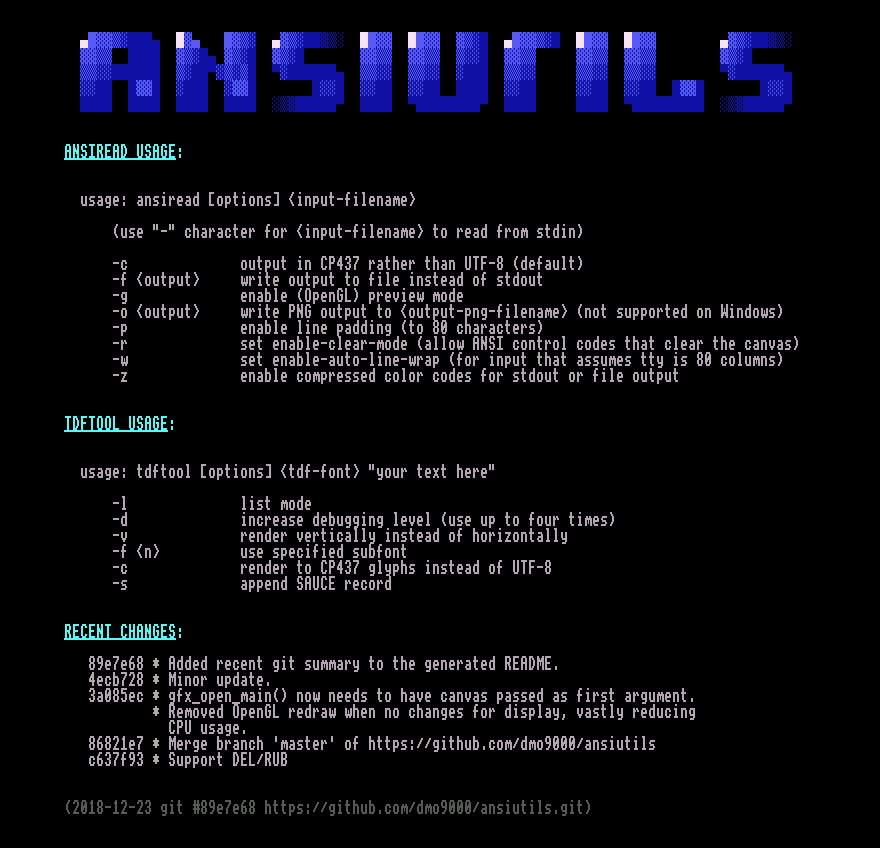 ANSIUTILS
ANSIREAD USAGE:
usage: ansiread [options] <input-filename>
(use "-" character for <input-filename> to read from stdin)
-c output in CP437 rather than UTF-8 (default)
-f <output> write output to file instead of stdout
-g enable (OpenGL) preview mode
-o <output> write PNG output to <output-png-filename> (not supported on Windows)
-p enable line padding (to 80 characters)
-r set enable-clear-mode (allow ANSI control codes that clear the canvas)
-w set enable-auto-line-wrap (for input that assumes tty is 80 columns)
-z enable compressed color codes for stdout or file output
TDFTOOL USAGE:
usage: tdftool [options] <tdf-font> "your text here"
-l list mode
-d increase debugging level (use up to four times)
-v render vertically instead of horizontally
-f <n> use specified subfont
-c render to CP437 glyphs instead of UTF-8
-s append SAUCE record
RECENT CHANGES:
89e7e68 * Added recent git summary to the generated README.
4ecb728 * Minor update.
3a085ec * gfx_open_main() now needs to have canvas passed as first argument.
* Removed OpenGL redraw when no changes for display, vastly reducing
CPU usage.
86821e7 * Merge branch 'master' of https://github.com/dmo9000/ansiutils
c637f93 * Support DEL/RUB
(2018-12-23 git #89e7e68 https://github.com/dmo9000/ansiutils.git)